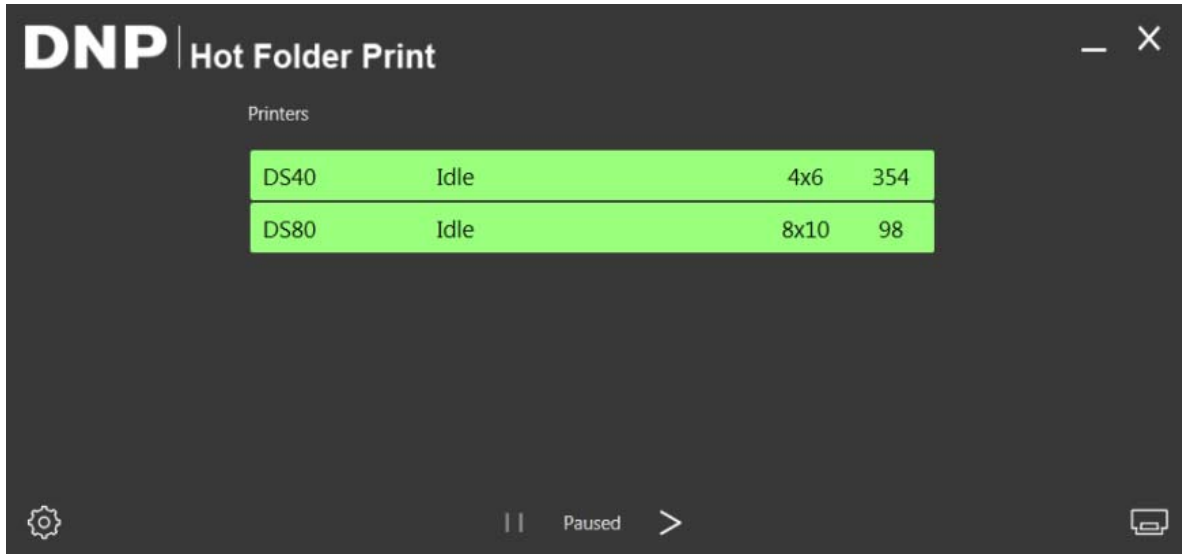 DNP Hot Folder Print
Printers
DS40 Idle 4x6 354
DS80 Idle 8x10 98
Paused